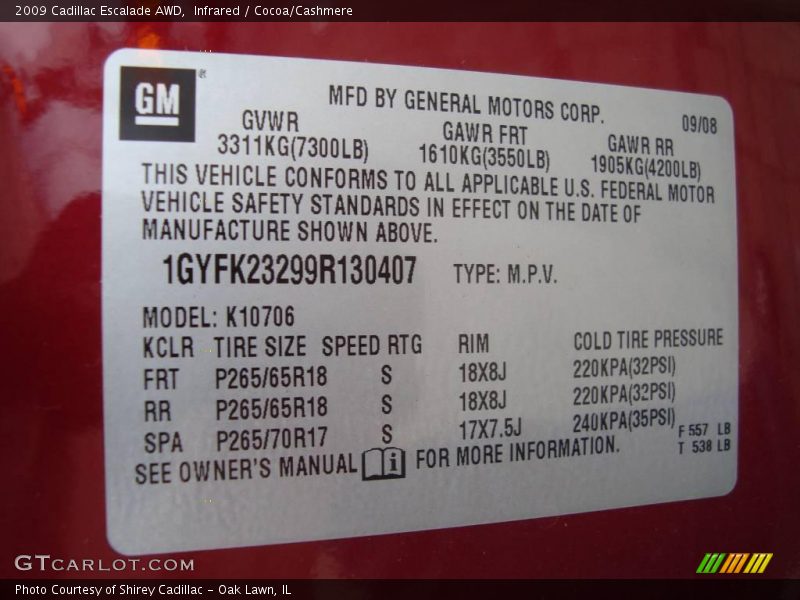 2009 Cadillac Escalade AWD,  Infrared / Cocoa/Cashmere
GM®
MFD BY GENERAL MOTORS CORP.
09/08
GVWR GAWR FRT GAWR RR
3311KG(7300LB) 1610KG(3550LB) 1905KG(4200LB)
THIS VEHICLE CONFORMS TO ALL APPLICABLE U.S. FEDERAL MOTOR
VEHICLE SAFETY STANDARDS IN EFFECT ON THE DATE OF
MANUFACTURE SHOWN ABOVE.
1GYFK23299R130407 TYPE: M.P.V.
MODEL: K10706
KCLR TIRE SIZE SPEED RTG RIM COLD TIRE PRESSURE
FRT P265/65R18 S 18X8J 220KPA(32PSI)
RR P265/65R18 S 18X8J 220KPA(32PSI)
SPA P265/70R17 S 17X7.5J 240KPA(35PSI)
F 557 LB
T 538 LB
SEE OWNER'S MANUAL i FOR MORE INFORMATION.
GTCARLOT.COM
Photo Courtesy of Shirey Cadillac - Oak Lawn, IL